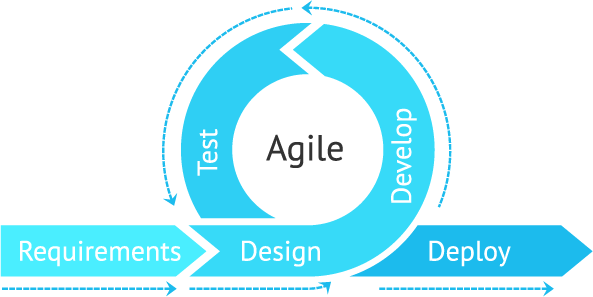 Agile
Test
Develop
Requirements
Design
Deploy